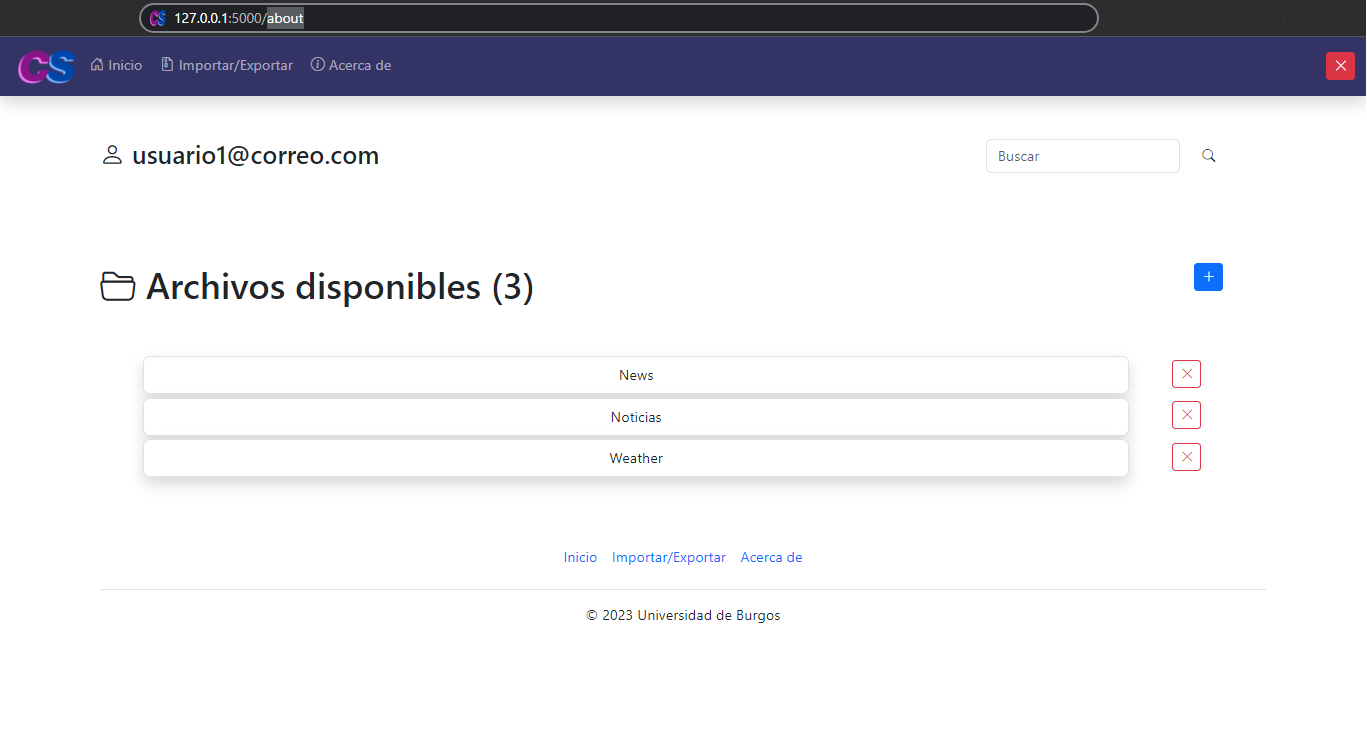 127.0.0.1:5000/about
CS Inicio Importar/Exportar Acerca de
usuario1@correo.com Buscar
Archivos disponibles (3)
News
Noticias
Weather
Inicio Importar/Exportar Acerca de
© 2023 Universidad de Burgos